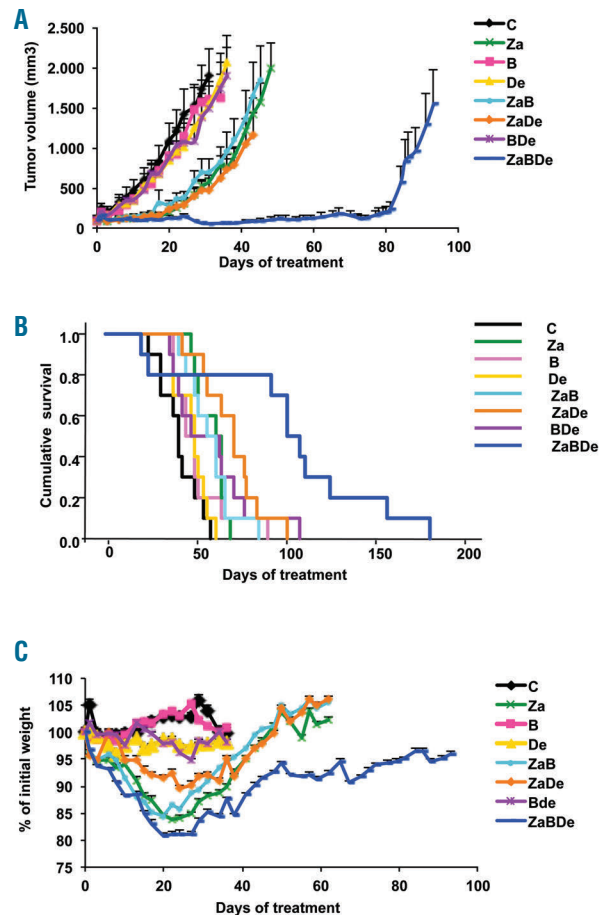 A
Tumor volume (mm3)
2.500
2.000
1.500
1.000
.500
0
0 20 40 60 80 100
Days of treatment
C
Za
B
De
ZaB
ZaDe
BDe
ZaBDe
B
Cumulative survival
1.0
0.8
0.6
0.4
0.2
0.0
0 50 100 150 200
Days of treatment
C
Za
B
De
ZaB
ZaDe
BDe
ZaBDe
C
% of initial weight
110
105
100
95
90
85
80
75
0 20 40 60 80 100
Days of treatment
C
Za
B
De
ZaB
ZaDe
Bde
ZaBDe